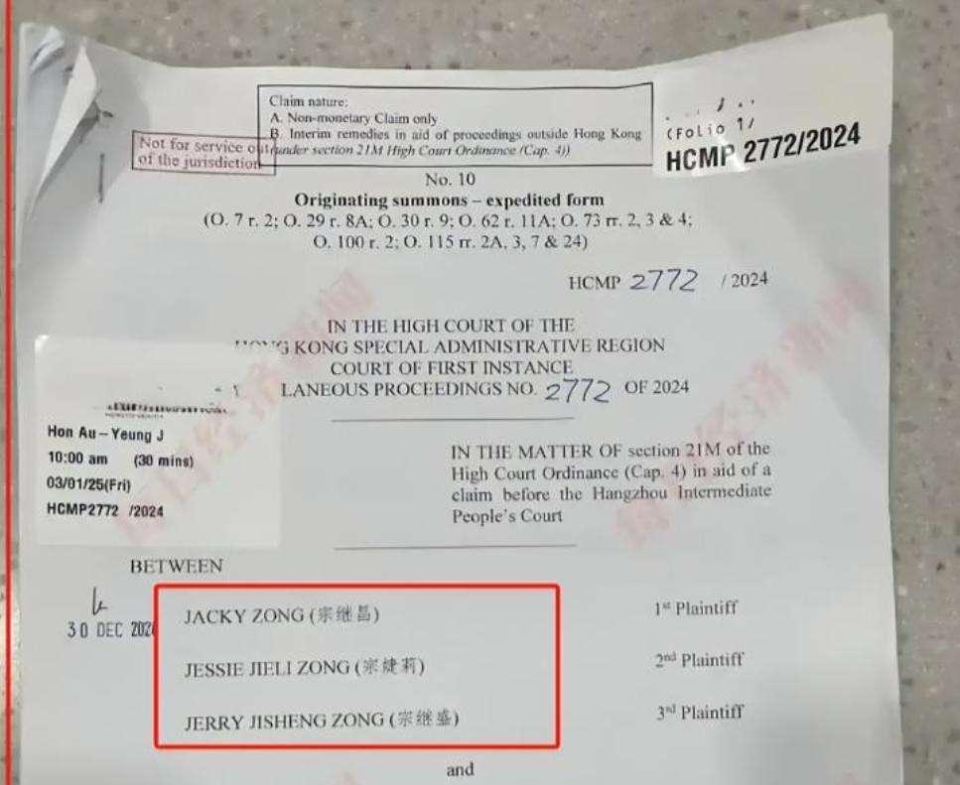 Claim nature:
A. Non-monetary Claim only
B. Interim remedies in aid of proceedings outside Hong Kong
(under section 21M High Court Ordinance (Cap. 4))
Not for service out
of the jurisdiction
(Folio 1)
HCMP 2772/2024
No. 10
Originating summons – expedited form
(O. 7 r. 2; O. 29 r. 8A; O. 30 r. 9; O. 62 r. 11A; O. 73 rr. 2, 3 & 4;
O. 100 r. 2; O. 115 rr. 2A, 3, 7 & 24)
HCMP 2772 / 2024
IN THE HIGH COURT OF THE
KONG SPECIAL ADMINISTRATIVE REGION
COURT OF FIRST INSTANCE
LANEOUS PROCEEDINGS NO. 2772 OF 2024
Hon Au-Yeung J
10:00 am (30 mins)
03/01/25(Fri)
HCMP2772 /2024
IN THE MATTER OF section 21M of the
High Court Ordinance (Cap. 4) in aid of a
claim before the Hangzhou Intermediate
People's Court
BETWEEN
30 DEC 202
JACKY ZONG (宗继昌) 1st Plaintiff
JESSIE JIELI ZONG (宗婕莉) 2nd Plaintiff
JERRY JISHENG ZONG (宗继盛) 3rd Plaintiff
and